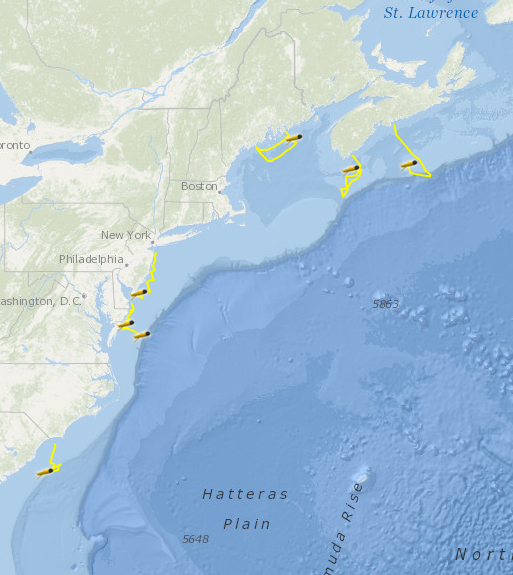 St. Lawrence
oronto
Boston
New York
Philadelphia
ashington, D.C.
5863
Hatteras
Plain
5648
muda Rise
Nort